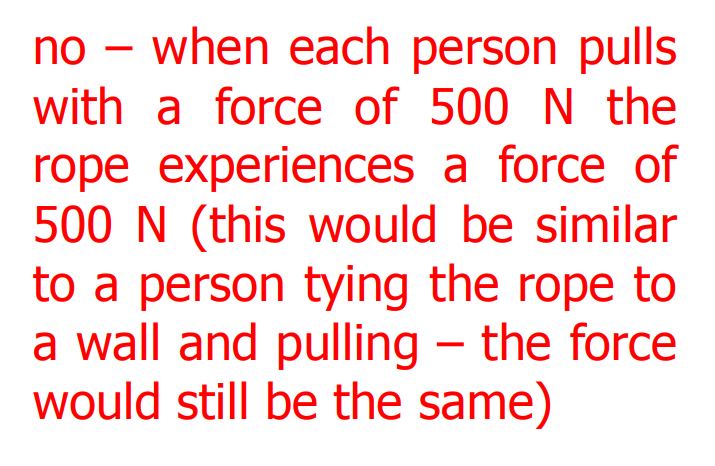 no – when each person pulls
with a force of 500 N the
rope experiences a force of
500 N (this would be similar
to a person tying the rope to
a wall and pulling – the force
would still be the same)